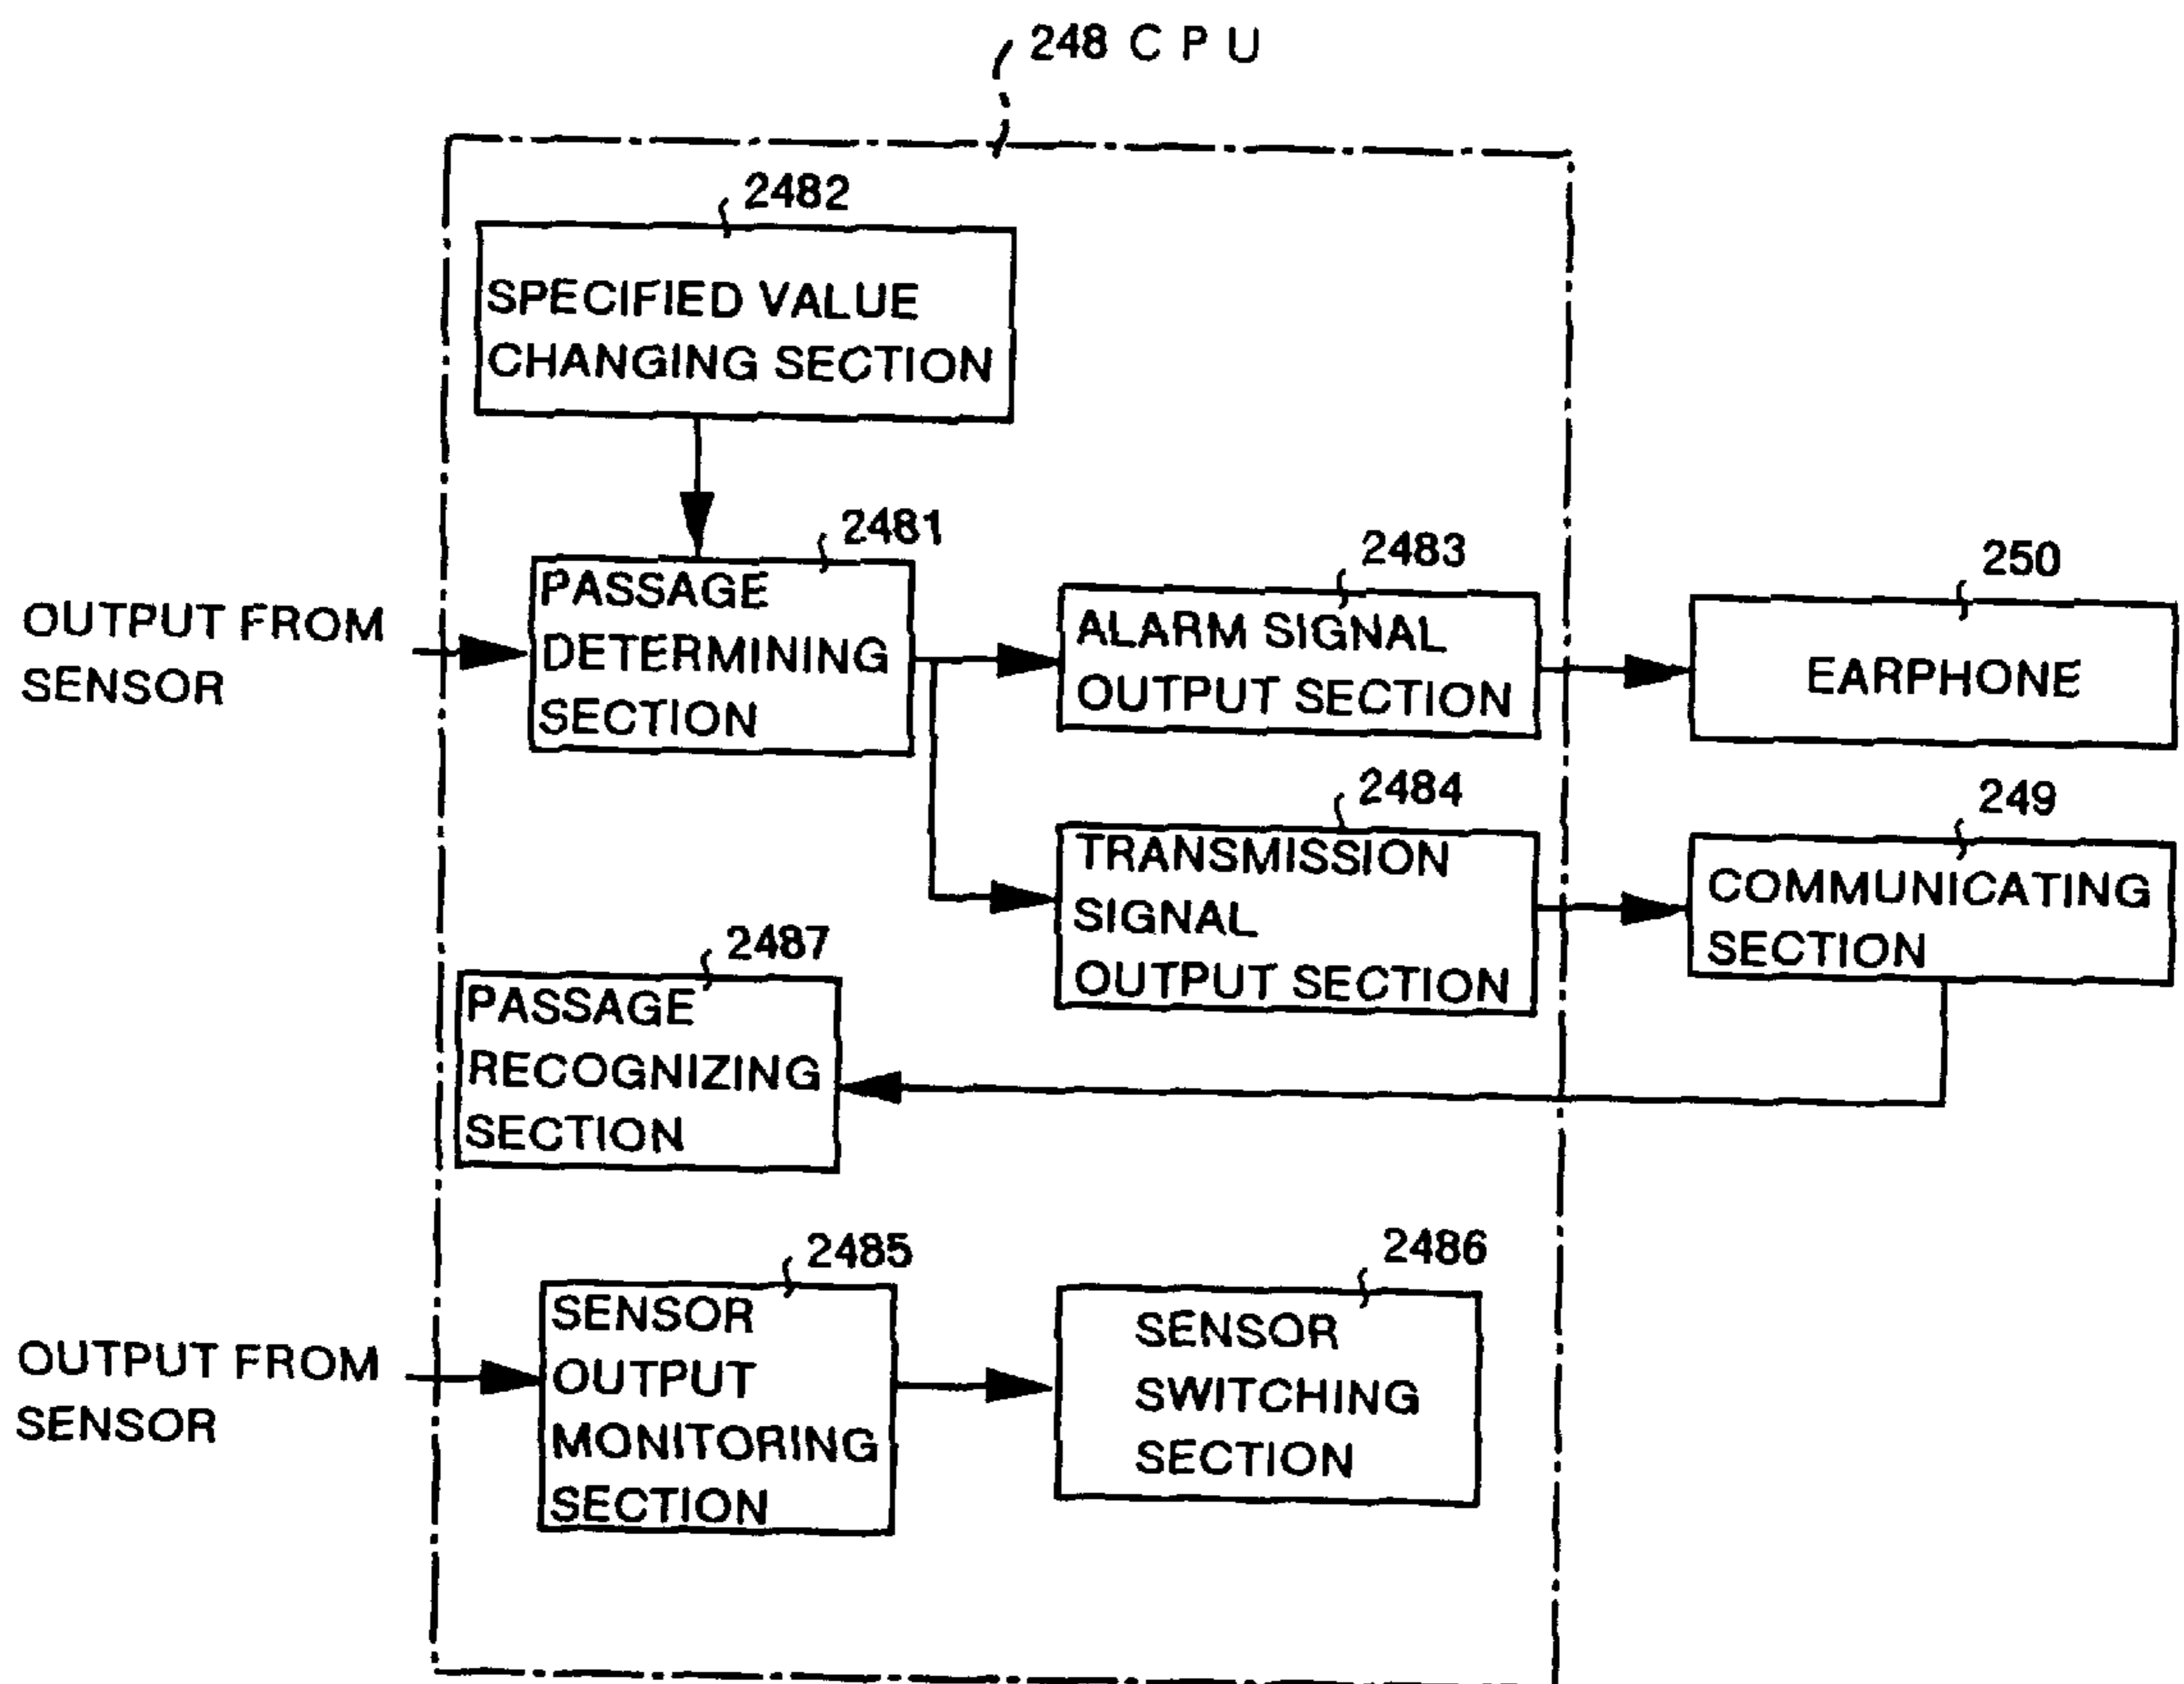 248 CPU
2482
SPECIFIED VALUE
CHANGING SECTION
2481
PASSAGE
DETERMINING
SECTION
OUTPUT FROM
SENSOR
2483
ALARM SIGNAL
OUTPUT SECTION
250
EARPHONE
2484
TRANSMISSION
SIGNAL
OUTPUT SECTION
249
COMMUNICATING
SECTION
2487
PASSAGE
RECOGNIZING
SECTION
OUTPUT FROM
SENSOR
2485
SENSOR
OUTPUT
MONITORING
SECTION
2486
SENSOR
SWITCHING
SECTION